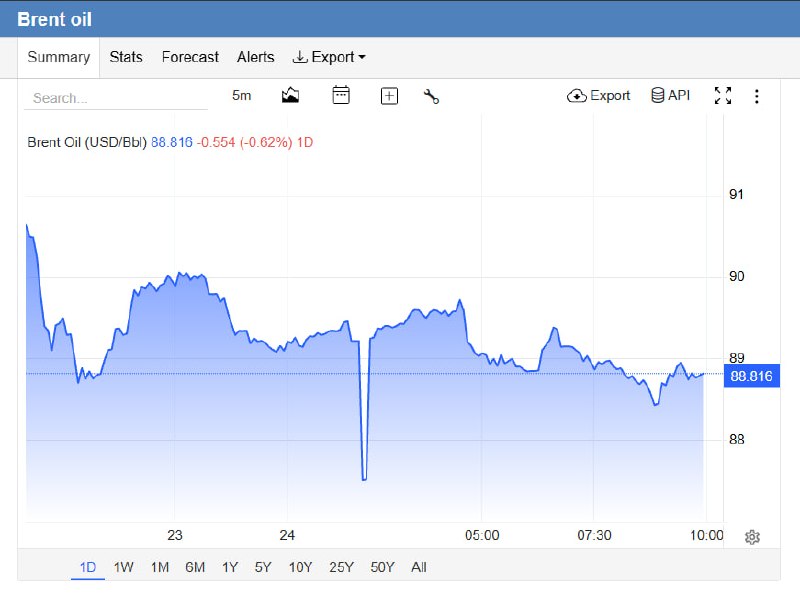 Brent oil
Summary Stats Forecast Alerts Export
Search... 5m Export API
Brent Oil (USD/Bbl) 88.816 -0.554 (-0.62%) 1D
91
90
89
88.816
88
23 24 05:00 07:30 10:00
1D 1W 1M 6M 1Y 5Y 10Y 25Y 50Y All